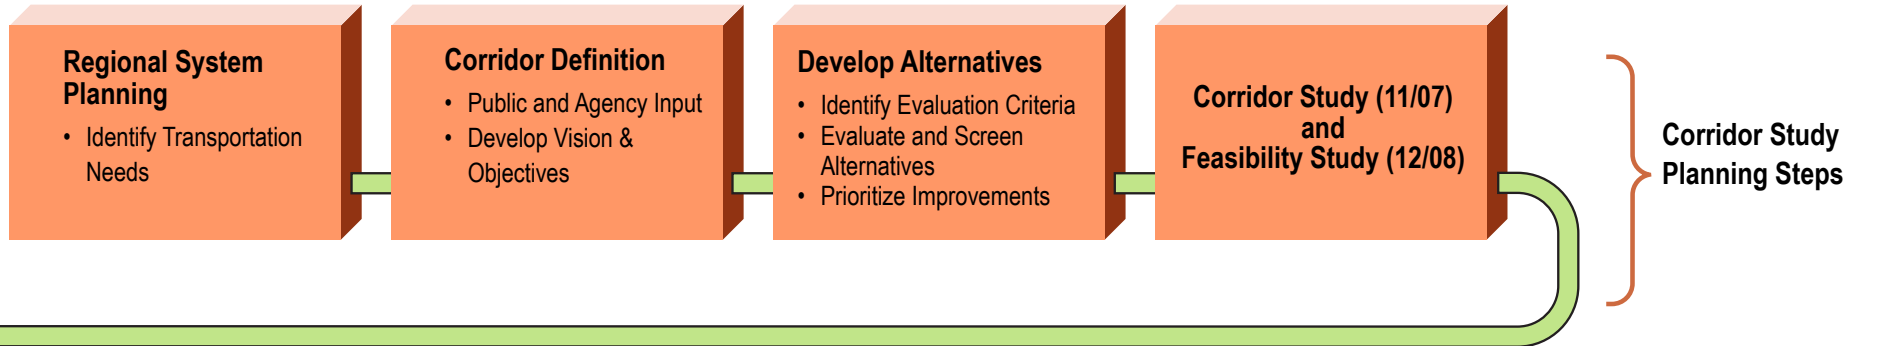 Regional System
Planning
• Identify Transportation
Needs
Corridor Definition
• Public and Agency Input
• Develop Vision &
Objectives
Develop Alternatives
• Identify Evaluation Criteria
• Evaluate and Screen
Alternatives
• Prioritize Improvements
Corridor Study (11/07)
and
Feasibility Study (12/08)
Corridor Study
Planning Steps